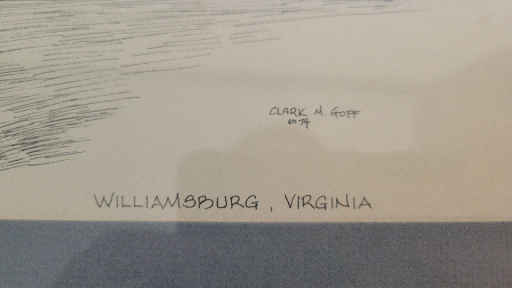 CLARK M. GOFF
WILLIAMSBURG, VIRGINIA